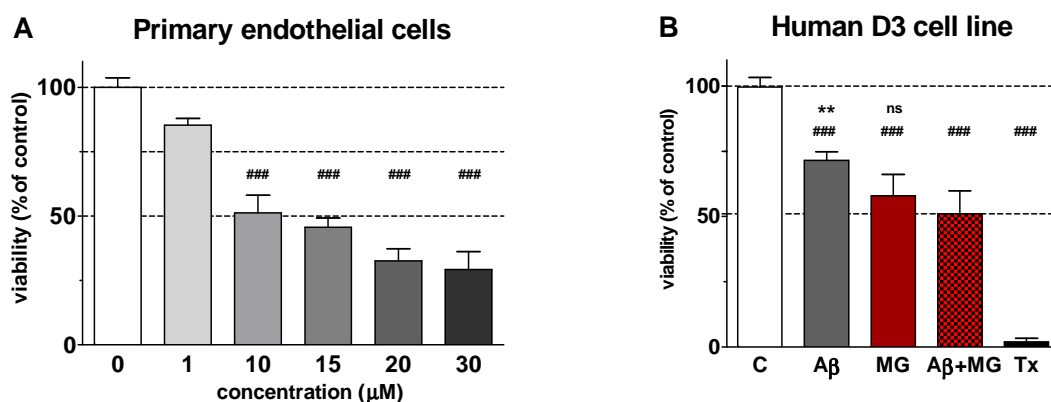 A Primary endothelial cells
viability (% of control)
100
50
0
### ### ### ###
0 1 10 15 20 30
concentration (μM)
B Human D3 cell line
viability (% of control)
100
50
0
** ns
### ### ### ###
C Aβ MG Aβ+MG Tx